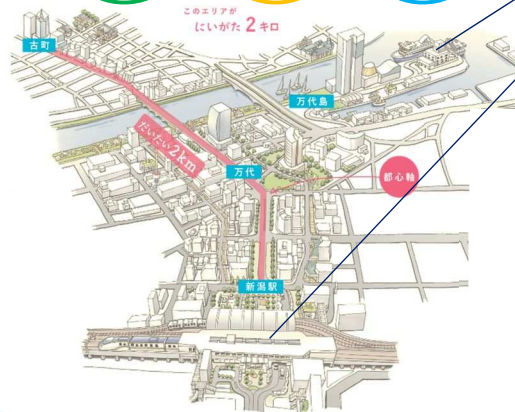 このエリアが
にいがた2キロ
古町
万代島
だいたい2km
万代
都心軸
新潟駅